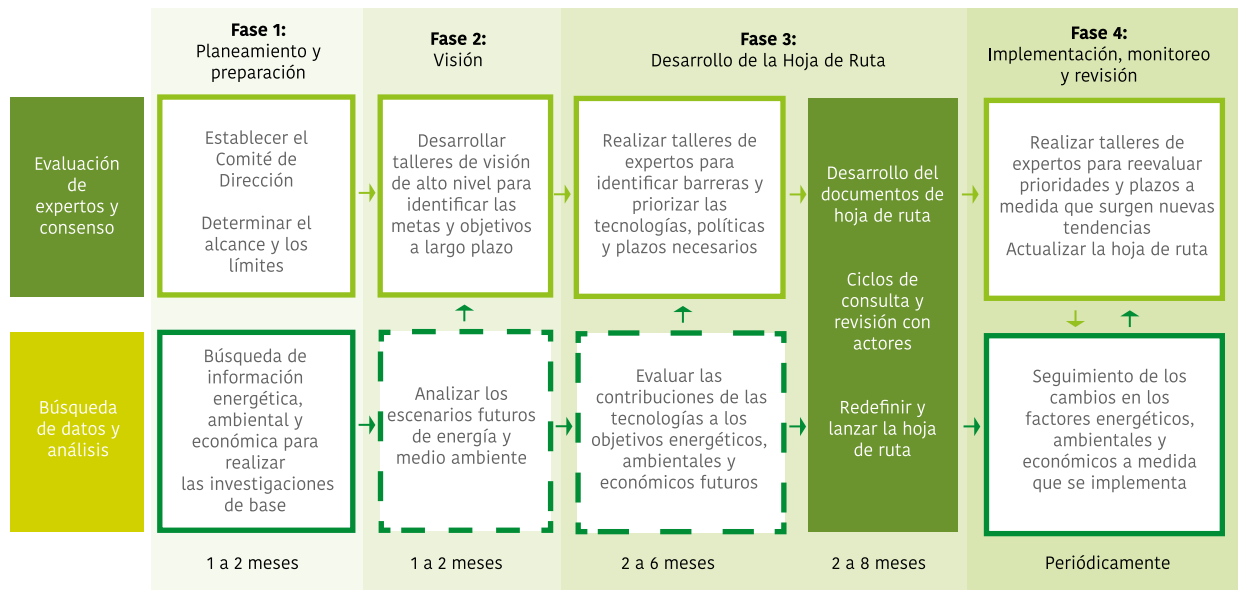 Fase 1:
Planeamiento y
preparación
Fase 2:
Visión
Fase 3:
Desarrollo de la Hoja de Ruta
Fase 4:
Implementación, monitoreo
y revisión
Evaluación
de
expertos y
consenso
Establecer el
Comité de
Dirección
Determinar el
alcance y los
límites
Desarrollar
talleres de visión
de alto nivel para
identificar las
metas y objetivos
a largo plazo
Realizar talleres de
expertos para
identificar barreras y
priorizar las
tecnologías, políticas
y plazos necesarios
Desarrollo del
documentos de
hoja de ruta
Ciclos de
consulta y
revisión con
actores
Redefinir y
lanzar la hoja
de ruta
Realizar talleres de
expertos para reevaluar
prioridades y plazos a
medida que surgen nuevas
tendencias
Actualizar la hoja de ruta
Búsqueda
de datos y
análisis
Búsqueda de
información
energética,
ambiental y
económica para
realizar
las investigaciones
de base
Analizar los
escenarios futuros
de energía y
medio ambiente
Evaluar las
contribuciones de las
tecnologías a los
objetivos energéticos,
ambientales y
económicos futuros
Seguimiento de los
cambios en los
factores energéticos,
ambientales y
económicos a medida
que se implementa
1 a 2 meses
1 a 2 meses
2 a 6 meses
2 a 8 meses
Periódicamente